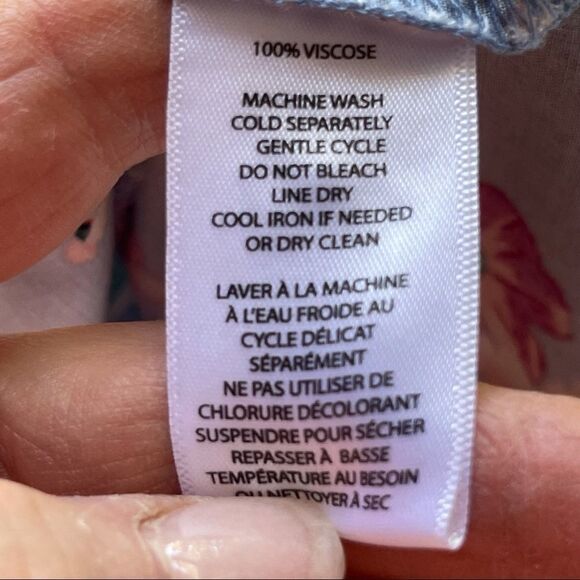 100% VISCOSE
MACHINE WASH
COLD SEPARATELY
GENTLE CYCLE
DO NOT BLEACH
LINE DRY
COOL IRON IF NEEDED
OR DRY CLEAN
LAVER À LA MACHINE
À L'EAU FROIDE AU
CYCLE DÉLICAT
SÉPARÉMENT
NE PAS UTILISER DE
CHLORURE DÉCOLORANT
SUSPENDRE POUR SÉCHER
REPASSER À BASSE
TEMPÉRATURE AU BESOIN
OU NETTOYER À SEC